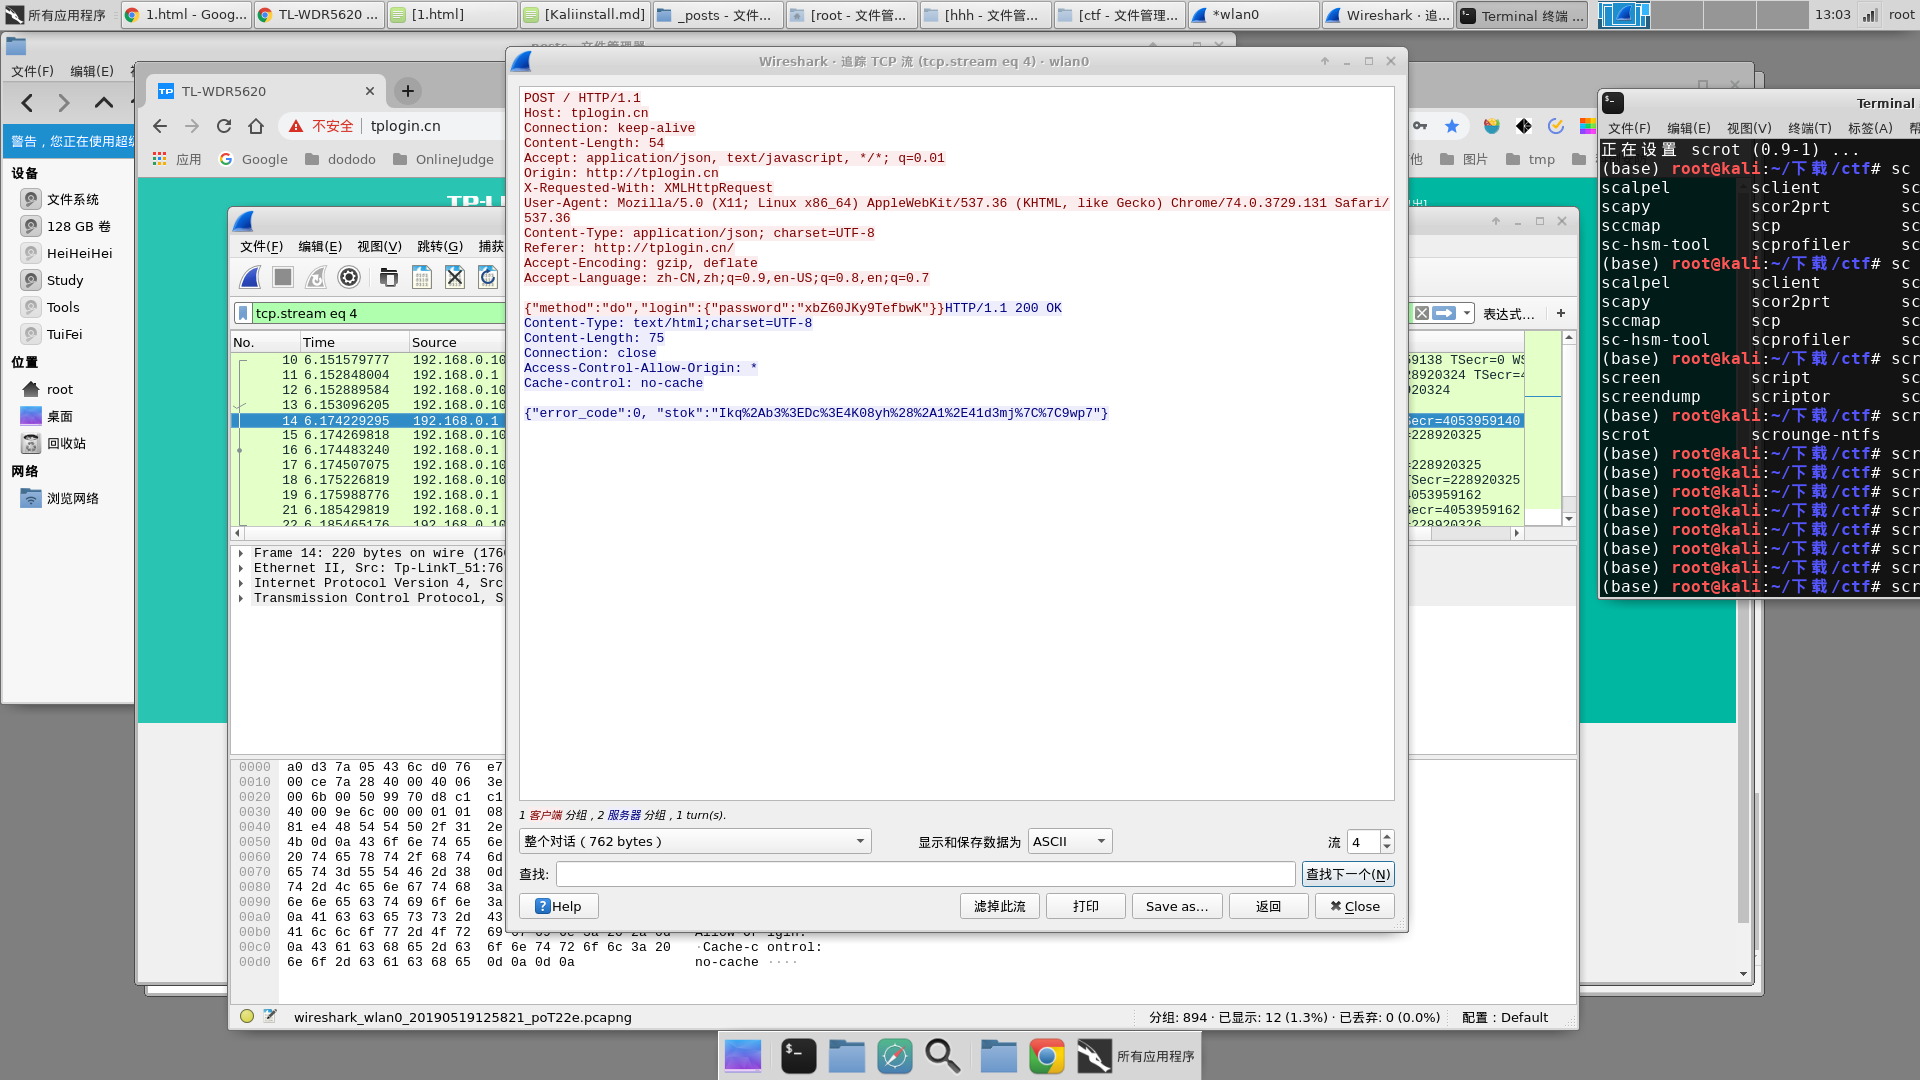 所有应用程序
1.html - Goog...
TL-WDR5620 ...
[1.html]
[Kaliinstall.md]
_posts - 文件...
[root - 文件管...
[hhh - 文件管...
[ctf - 文件管理...
*wlan0
Wireshark · 追...
Terminal 终端 ...
13:03
root
文件(F)
编辑(E)
警告，您正在使用超级
设备
文件系统
128 GB 卷
HeiHeiHei
Study
Tools
TuiFei
位置
root
桌面
回收站
网络
浏览网络
TL-WDR5620
不安全
tplogin.cn
应用
Google
dododo
OnlineJudge
他
图片
tmp
文件(F)
编辑(E)
视图(V)
跳转(G)
捕获
tcp.stream eq 4
表达式…
No.
Time
Source
10 6.151579777 192.168.0.10
11 6.152848004 192.168.0.1
12 6.152889584 192.168.0.10
13 6.153096205 192.168.0.10
14 6.174229295 192.168.0.1
15 6.174269818 192.168.0.10
16 6.174483240 192.168.0.1
17 6.174507075 192.168.0.10
18 6.175226819 192.168.0.10
19 6.175988776 192.168.0.1
21 6.185429819 192.168.0.1
22 6.185465176 192.168.0.10
59138 TSecr=0 WS
28920324 TSecr=4
920324
Secr=4053959140
=228920325
=228920325
TSecr=228920325
4053959162
Secr=4053959162
=228920326
Frame 14: 220 bytes on wire (1760
Ethernet II, Src: Tp-LinkT_51:76
Internet Protocol Version 4, Src
Transmission Control Protocol, S
0000 a0 d3 7a 05 43 6c d0 76 e7
0010 00 ce 7a 28 40 00 40 06 3e
0020 00 6b 00 50 99 70 d8 c1 c1
0030 40 00 9e 6c 00 00 01 01 08
0040 81 e4 48 54 54 50 2f 31 2e
0050 4b 0d 0a 43 6f 6e 74 65 6e
0060 20 74 65 78 74 2f 68 74 6d
0070 65 74 3d 55 54 46 2d 38 0d
0080 74 2d 4c 65 6e 67 74 68 3a
0090 6e 6e 65 63 74 69 6f 6e 3a
00a0 0a 41 63 63 65 73 73 2d 43
00b0 41 6c 6c 6f 77 2d 4f 72 69
00c0 0a 43 61 63 68 65 2d 63 6f 6e 74 72 6f 6c 3a 20 ·Cache-c ontrol:
00d0 6e 6f 2d 63 61 63 68 65 0d 0a 0d 0a no-cache ····
wireshark_wlan0_20190519125821_poT22e.pcapng
分组: 894 · 已显示: 12 (1.3%) · 已丢弃: 0 (0.0%)
配置：Default
Wireshark · 追踪 TCP 流 (tcp.stream eq 4) · wlan0
POST / HTTP/1.1
Host: tplogin.cn
Connection: keep-alive
Content-Length: 54
Accept: application/json, text/javascript, */*; q=0.01
Origin: http://tplogin.cn
X-Requested-With: XMLHttpRequest
User-Agent: Mozilla/5.0 (X11; Linux x86_64) AppleWebKit/537.36 (KHTML, like Gecko) Chrome/74.0.3729.131 Safari/
537.36
Content-Type: application/json; charset=UTF-8
Referer: http://tplogin.cn/
Accept-Encoding: gzip, deflate
Accept-Language: zh-CN,zh;q=0.9,en-US;q=0.8,en;q=0.7
{"method":"do","login":{"password":"xbZ60JKy9TefbwK"}}HTTP/1.1 200 OK
Content-Type: text/html;charset=UTF-8
Content-Length: 75
Connection: close
Access-Control-Allow-Origin: *
Cache-control: no-cache
{"error_code":0, "stok":"Ikq%2Ab3%3EDc%3E4K08yh%28%2A1%2E41d3mj%7C%7C9wp7"}
1 客户端 分组，2 服务器 分组，1 turn(s).
整个对话（762 bytes）
显示和保存数据为
ASCII
流
4
查找:
查找下一个(N)
Help
滤掉此流
打印
Save as…
返回
Close
Terminal
文件(F)
编辑(E)
视图(V)
终端(T)
标签(A)
帮
正在设置 scrot (0.9-1) ...
(base) root@kali:~/下载/ctf# sc
scalpel sclient sc
scapy scor2prt sc
sccmap scp sc
sc-hsm-tool scprofiler sc
(base) root@kali:~/下载/ctf# sc
scalpel sclient sc
scapy scor2prt sc
sccmap scp sc
sc-hsm-tool scprofiler sc
(base) root@kali:~/下载/ctf# scr
screen script sc
screendump scriptor sc
(base) root@kali:~/下载/ctf# scr
scrot scrounge-ntfs
(base) root@kali:~/下载/ctf# scr
(base) root@kali:~/下载/ctf# scr
(base) root@kali:~/下载/ctf# scr
(base) root@kali:~/下载/ctf# scr
(base) root@kali:~/下载/ctf# scr
(base) root@kali:~/下载/ctf# scr
(base) root@kali:~/下载/ctf# scr
(base) root@kali:~/下载/ctf# scr
所有应用程序